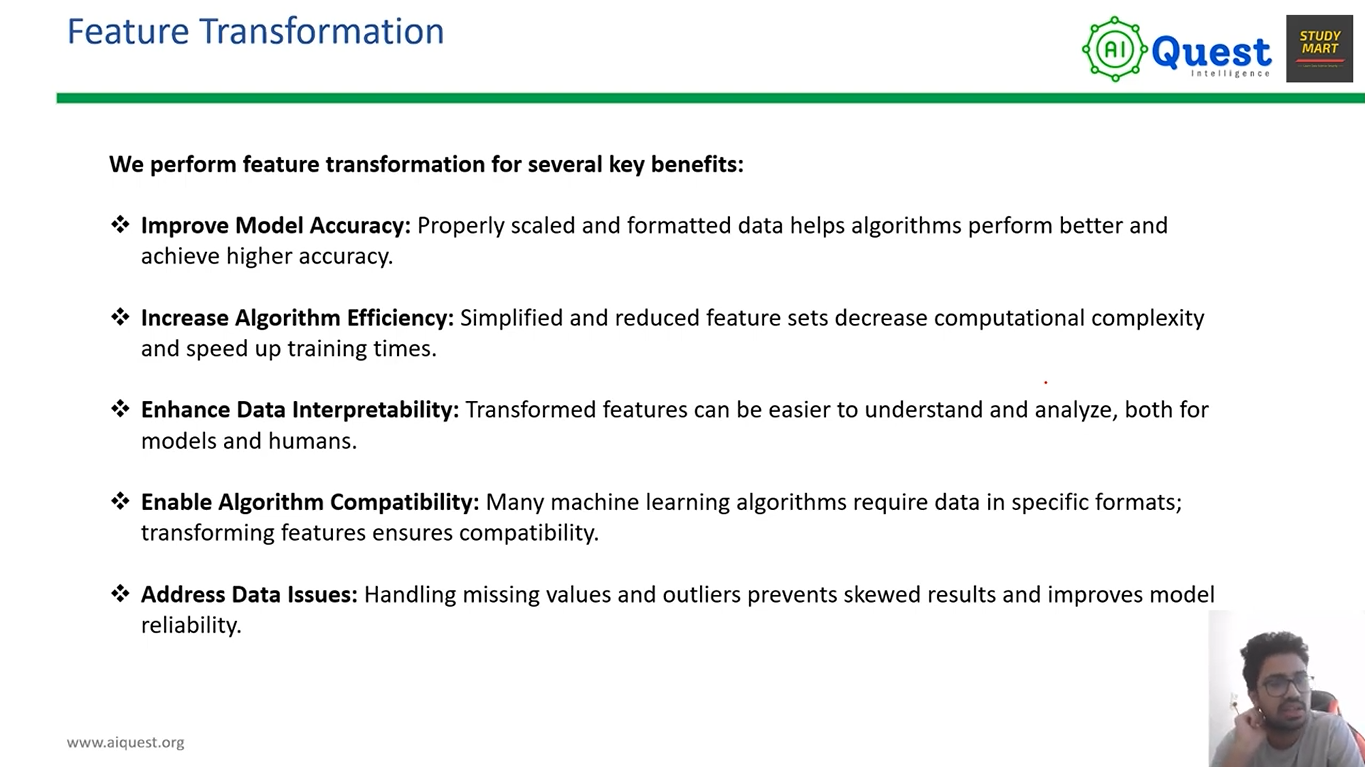 Feature Transformation
AI Quest
Intelligence
STUDY
MART
We perform feature transformation for several key benefits:
❖ Improve Model Accuracy: Properly scaled and formatted data helps algorithms perform better and
achieve higher accuracy.
❖ Increase Algorithm Efficiency: Simplified and reduced feature sets decrease computational complexity
and speed up training times.
❖ Enhance Data Interpretability: Transformed features can be easier to understand and analyze, both for
models and humans.
❖ Enable Algorithm Compatibility: Many machine learning algorithms require data in specific formats;
transforming features ensures compatibility.
❖ Address Data Issues: Handling missing values and outliers prevents skewed results and improves model
reliability.
www.aiquest.org